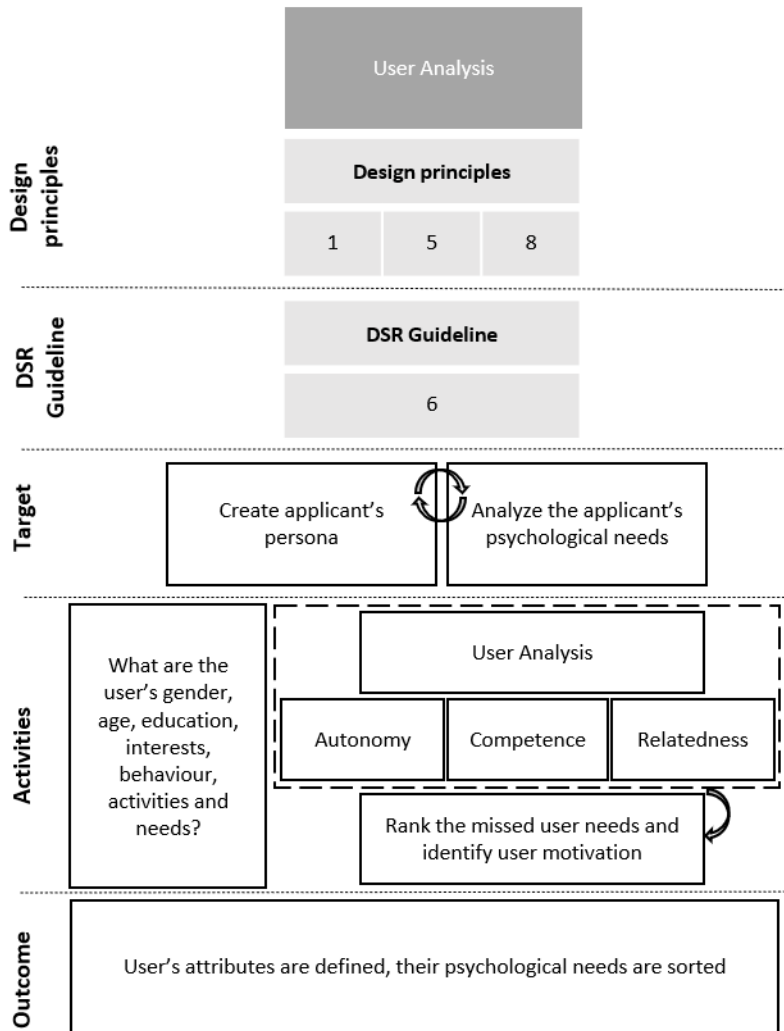 User Analysis
Design
principles
Design principles
1 5 8
DSR
Guideline
DSR Guideline
6
Target
Create applicant's
persona
Analyze the applicant's
psychological needs
Activities
What are the
user's gender,
age, education,
interests,
behaviour,
activities and
needs?
User Analysis
Autonomy
Competence
Relatedness
Rank the missed user needs and
identify user motivation
Outcome
User's attributes are defined, their psychological needs are sorted